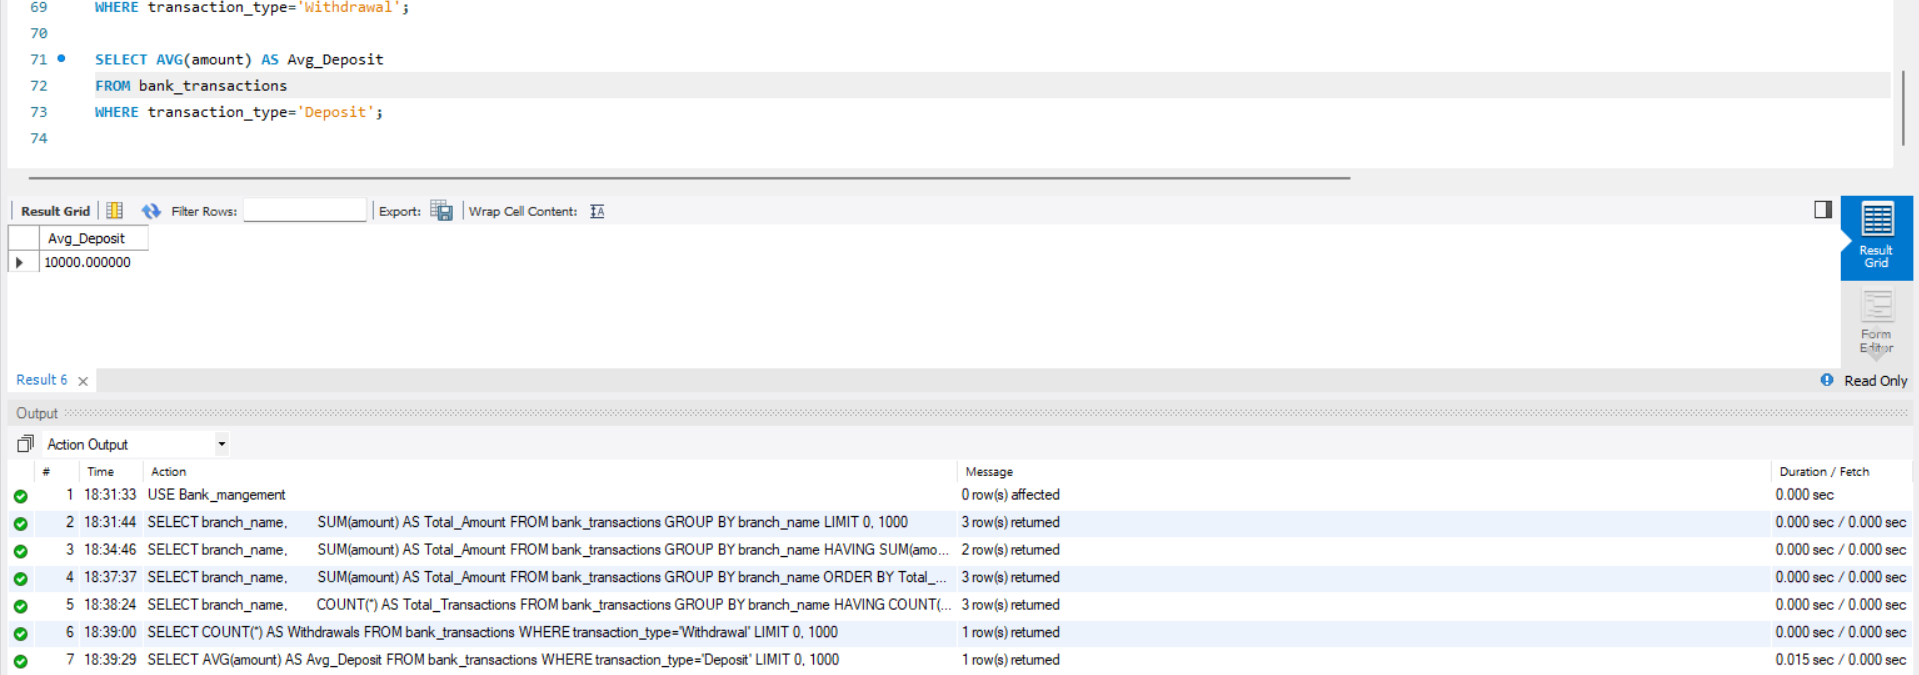 69 WHERE transaction_type='Withdrawal';
70
71 SELECT AVG(amount) AS Avg_Deposit
72 FROM bank_transactions
73 WHERE transaction_type='Deposit';
74
Result Grid Filter Rows: Export: Wrap Cell Content: IA
Avg_Deposit
10000.000000
Result
Grid
Form
Editor
Result 6 Read Only
Output
Action Output
# Time Action Message Duration / Fetch
1 18:31:33 USE Bank_mangement 0 row(s) affected 0.000 sec
2 18:31:44 SELECT branch_name, SUM(amount) AS Total_Amount FROM bank_transactions GROUP BY branch_name LIMIT 0, 1000 3 row(s) returned 0.000 sec / 0.000 sec
3 18:34:46 SELECT branch_name, SUM(amount) AS Total_Amount FROM bank_transactions GROUP BY branch_name HAVING SUM(amo... 2 row(s) returned 0.000 sec / 0.000 sec
4 18:37:37 SELECT branch_name, SUM(amount) AS Total_Amount FROM bank_transactions GROUP BY branch_name ORDER BY Total_... 3 row(s) returned 0.000 sec / 0.000 sec
5 18:38:24 SELECT branch_name, COUNT(*) AS Total_Transactions FROM bank_transactions GROUP BY branch_name HAVING COUNT(... 3 row(s) returned 0.000 sec / 0.000 sec
6 18:39:00 SELECT COUNT(*) AS Withdrawals FROM bank_transactions WHERE transaction_type='Withdrawal' LIMIT 0, 1000 1 row(s) returned 0.000 sec / 0.000 sec
7 18:39:29 SELECT AVG(amount) AS Avg_Deposit FROM bank_transactions WHERE transaction_type='Deposit' LIMIT 0, 1000 1 row(s) returned 0.015 sec / 0.000 sec